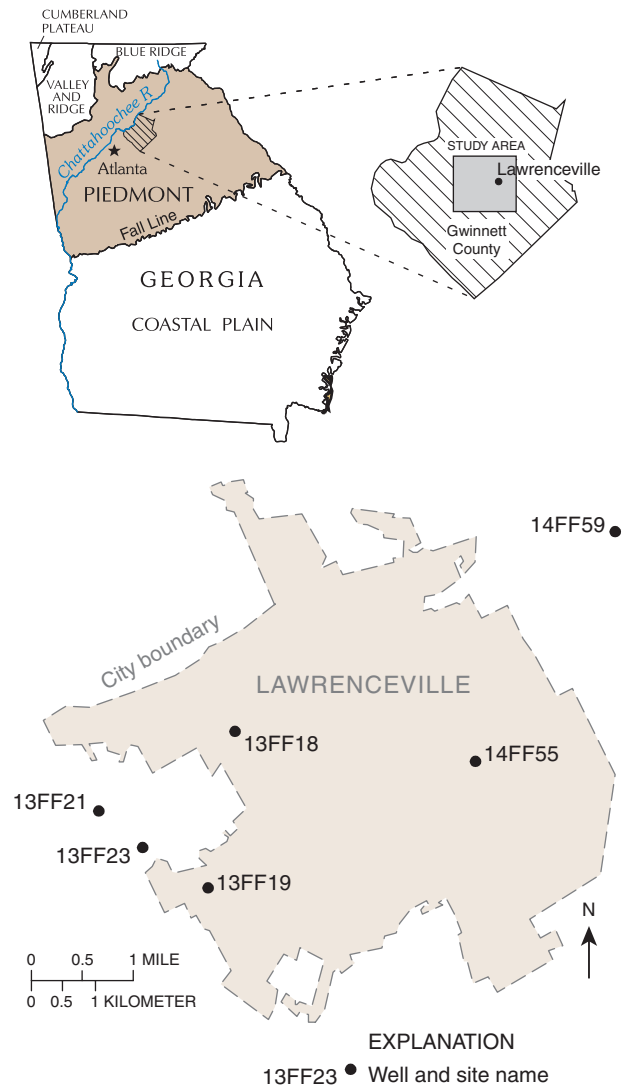 CUMBERLAND
PLATEAU
BLUE RIDGE
VALLEY
AND
RIDGE
Chattahoochee R
Atlanta
PIEDMONT
Fall Line
GEORGIA
COASTAL PLAIN
STUDY AREA
Lawrenceville
Gwinnett
County
14FF59
City boundary
LAWRENCEVILLE
13FF18
14FF55
13FF21
13FF23
13FF19
N
0 0.5 1 MILE
0 0.5 1 KILOMETER
EXPLANATION
13FF23 Well and site name